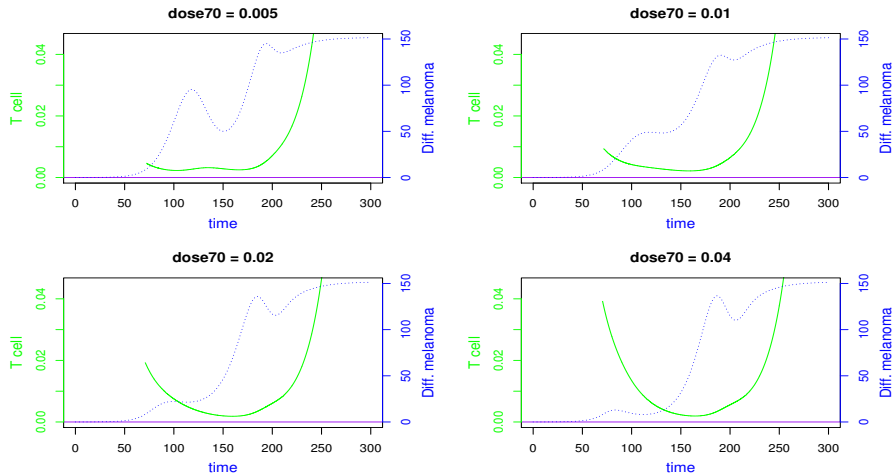 dose70 = 0.005
T cell
0.00 0.02 0.04
0 50 100 150
Diff. melanoma
0 50 100 150 200 250 300
time
dose70 = 0.01
T cell
0.00 0.02 0.04
0 50 100 150
Diff. melanoma
0 50 100 150 200 250 300
time
dose70 = 0.02
T cell
0.00 0.02 0.04
0 50 100 150
Diff. melanoma
0 50 100 150 200 250 300
time
dose70 = 0.04
T cell
0.00 0.02 0.04
0 50 100 150
Diff. melanoma
0 50 100 150 200 250 300
time